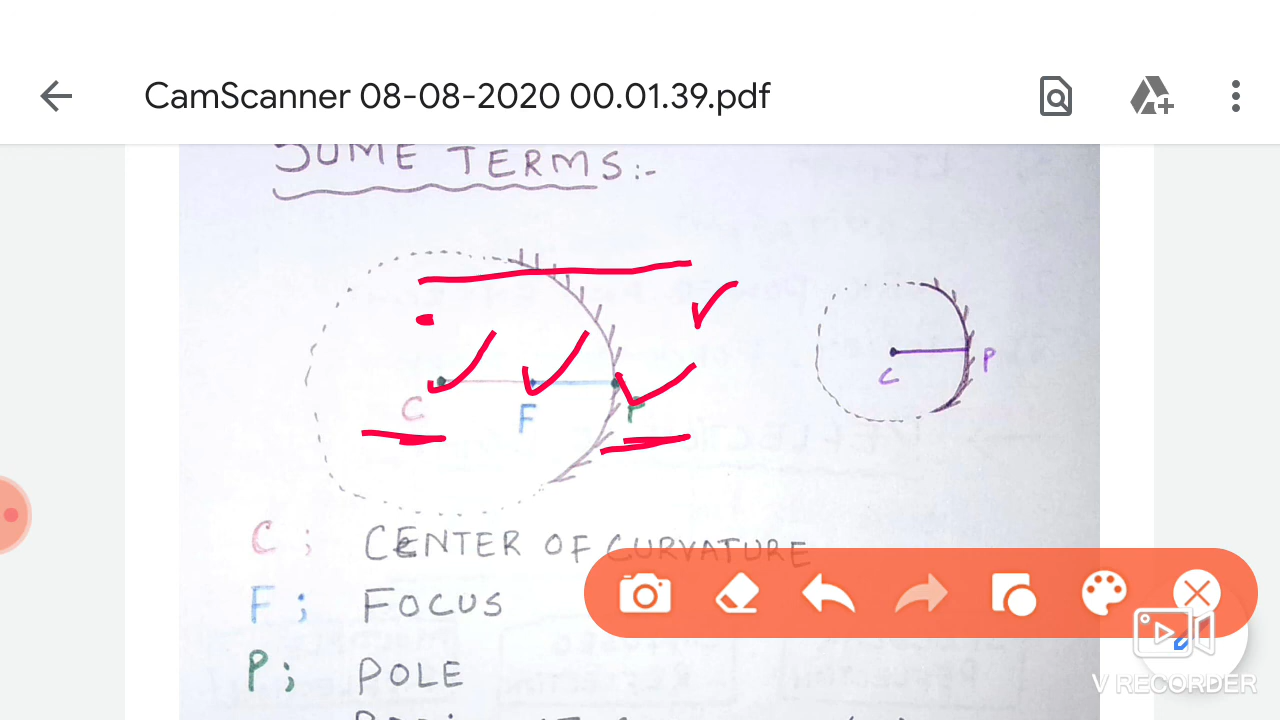 CamScanner 08-08-2020 00.01.39.pdf
SOME TERMS:-
C F P
C P
C ; CENTER OF CURVATURE
F ; FOCUS
P ; POLE
V RECORDER